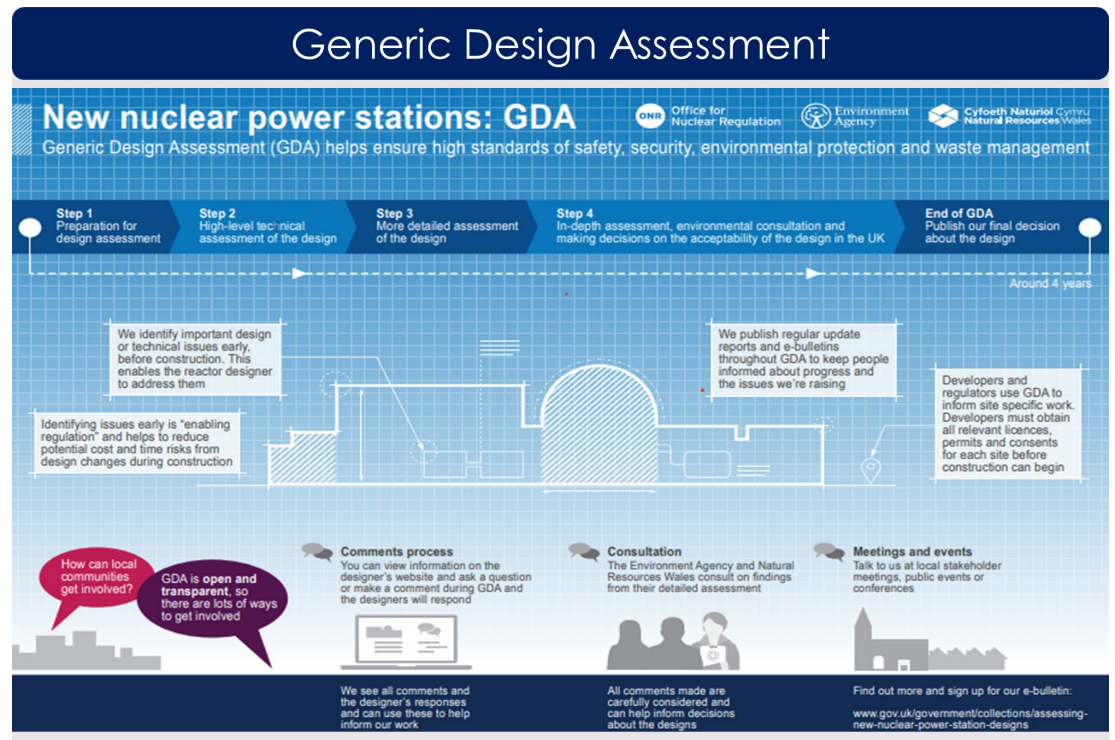 Generic Design Assessment
New nuclear power stations: GDA
ONR
Office for
Nuclear Regulation
Environment
Agency
Cyfoeth Naturiol Cymru
Natural Resources Wales
Generic Design Assessment (GDA) helps ensure high standards of safety, security, environmental protection and waste management
Step 1
Preparation for
design assessment
Step 2
High-level technical
assessment of the design
Step 3
More detailed assessment
of the design
Step 4
In-depth assessment, environmental consultation and
making decisions on the acceptability of the design in the UK
End of GDA
Publish our final decision
about the design
Around 4 years
We identify important design
or technical issues early,
before construction. This
enables the reactor designer
to address them
Identifying issues early is “enabling
regulation” and helps to reduce
potential cost and time risks from
design changes during construction
We publish regular update
reports and e-bulletins
throughout GDA to keep people
informed about progress and
the issues we’re raising
Developers and
regulators use GDA to
inform site specific work.
Developers must obtain
all relevant licences,
permits and consents
for each site before
construction can begin
How can local
communities
get involved?
GDA is open and
transparent, so
there are lots of ways
to get involved
Comments process
You can view information on the
designer’s website and ask a question
or make a comment during GDA and
the designers will respond
Consultation
The Environment Agency and Natural
Resources Wales consult on findings
from their detailed assessment
Meetings and events
Talk to us at local stakeholder
meetings, public events or
conferences
We see all comments and
the designer’s responses
and can use these to help
inform our work
All comments made are
carefully considered and
can help inform decisions
about the designs
Find out more and sign up for our e-bulletin:
www.gov.uk/government/collections/assessing-
new-nuclear-power-station-designs